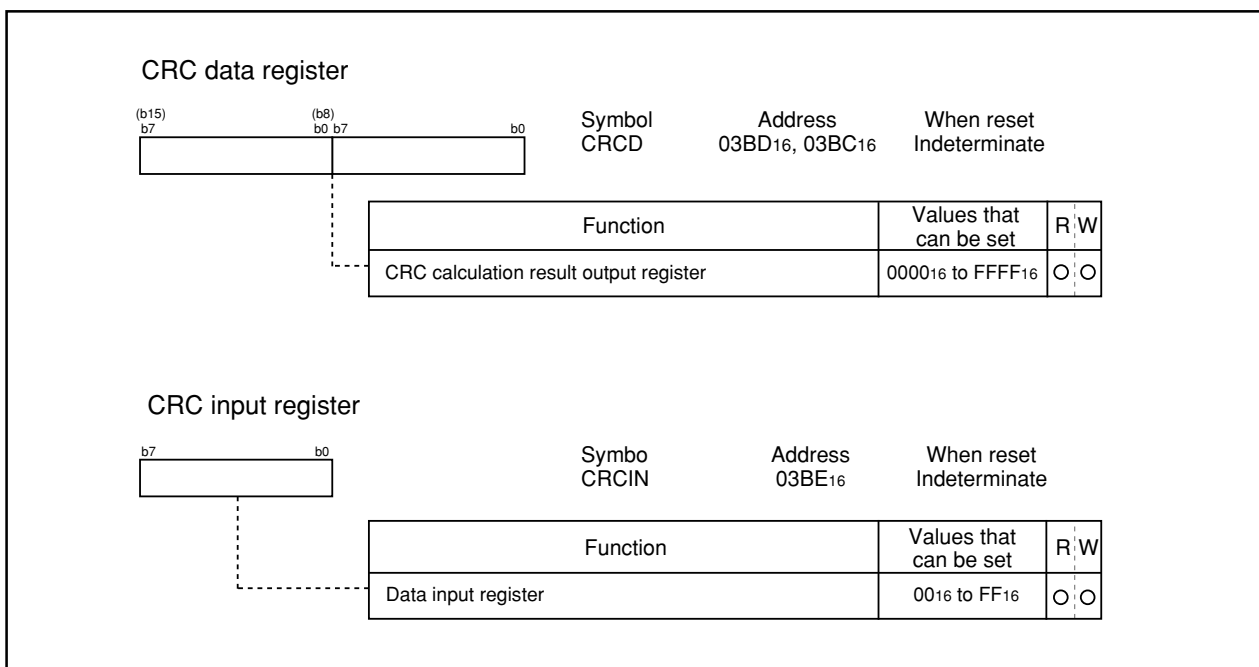 CRC data register
(b15) (b8)
b7 b0 b7 b0
Symbol Address When reset
CRCD 03BD16, 03BC16 Indeterminate
Function Values that can be set R W
CRC calculation result output register 000016 to FFFF16 O O
CRC input register
b7 b0
Symbo Address When reset
CRCIN 03BE16 Indeterminate
Function Values that can be set R W
Data input register 0016 to FF16 O O